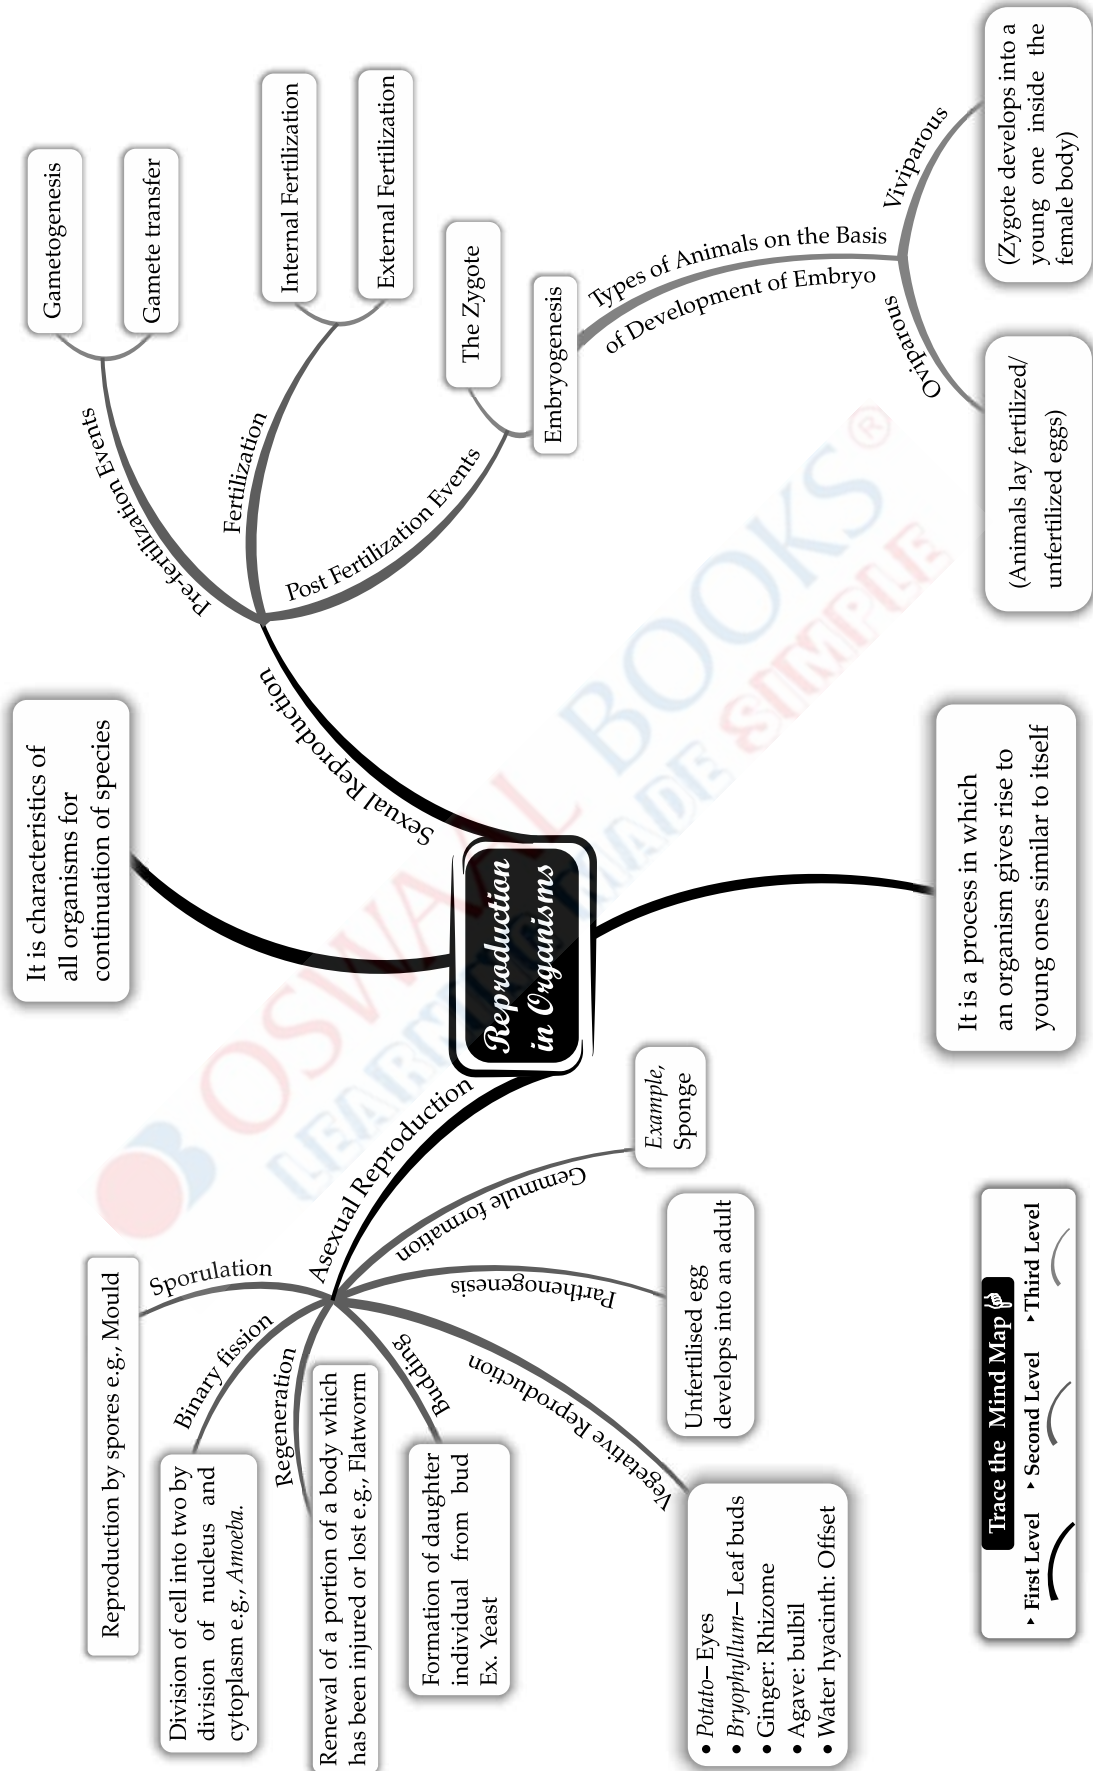 Reproduction
in Organisms
It is characteristics of
all organisms for
continuation of species
It is a process in which
an organism gives rise to
young ones similar to itself
Asexual Reproduction
Sporulation
Reproduction by spores e.g., Mould
Binary fission
Division of cell into two by
division of nucleus and
cytoplasm e.g., Amoeba.
Regeneration
Renewal of a portion of a body which
has been injured or lost e.g., Flatworm
Budding
Formation of daughter
individual from bud
Ex. Yeast
Vegetative Reproduction
• Potato– Eyes
• Bryophyllum– Leaf buds
• Ginger: Rhizome
• Agave: bulbil
• Water hyacinth: Offset
Parthenogenesis
Unfertilised egg
develops into an adult
Gemmule formation
Example,
Sponge
Sexual Reproduction
Pre-fertilization Events
Gametogenesis
Gamete transfer
Fertilization
Internal Fertilization
External Fertilization
Post Fertilization Events
The Zygote
Embryogenesis
Types of Animals on the Basis
of Development of Embryo
Oviparous
(Animals lay fertilized/
unfertilized eggs)
Viviparous
(Zygote develops into a
young one inside the
female body)
Trace the Mind Map
▸ First Level ▸ Second Level ▸ Third Level
OSWAAL BOOKS®
LEARNING MADE SIMPLE